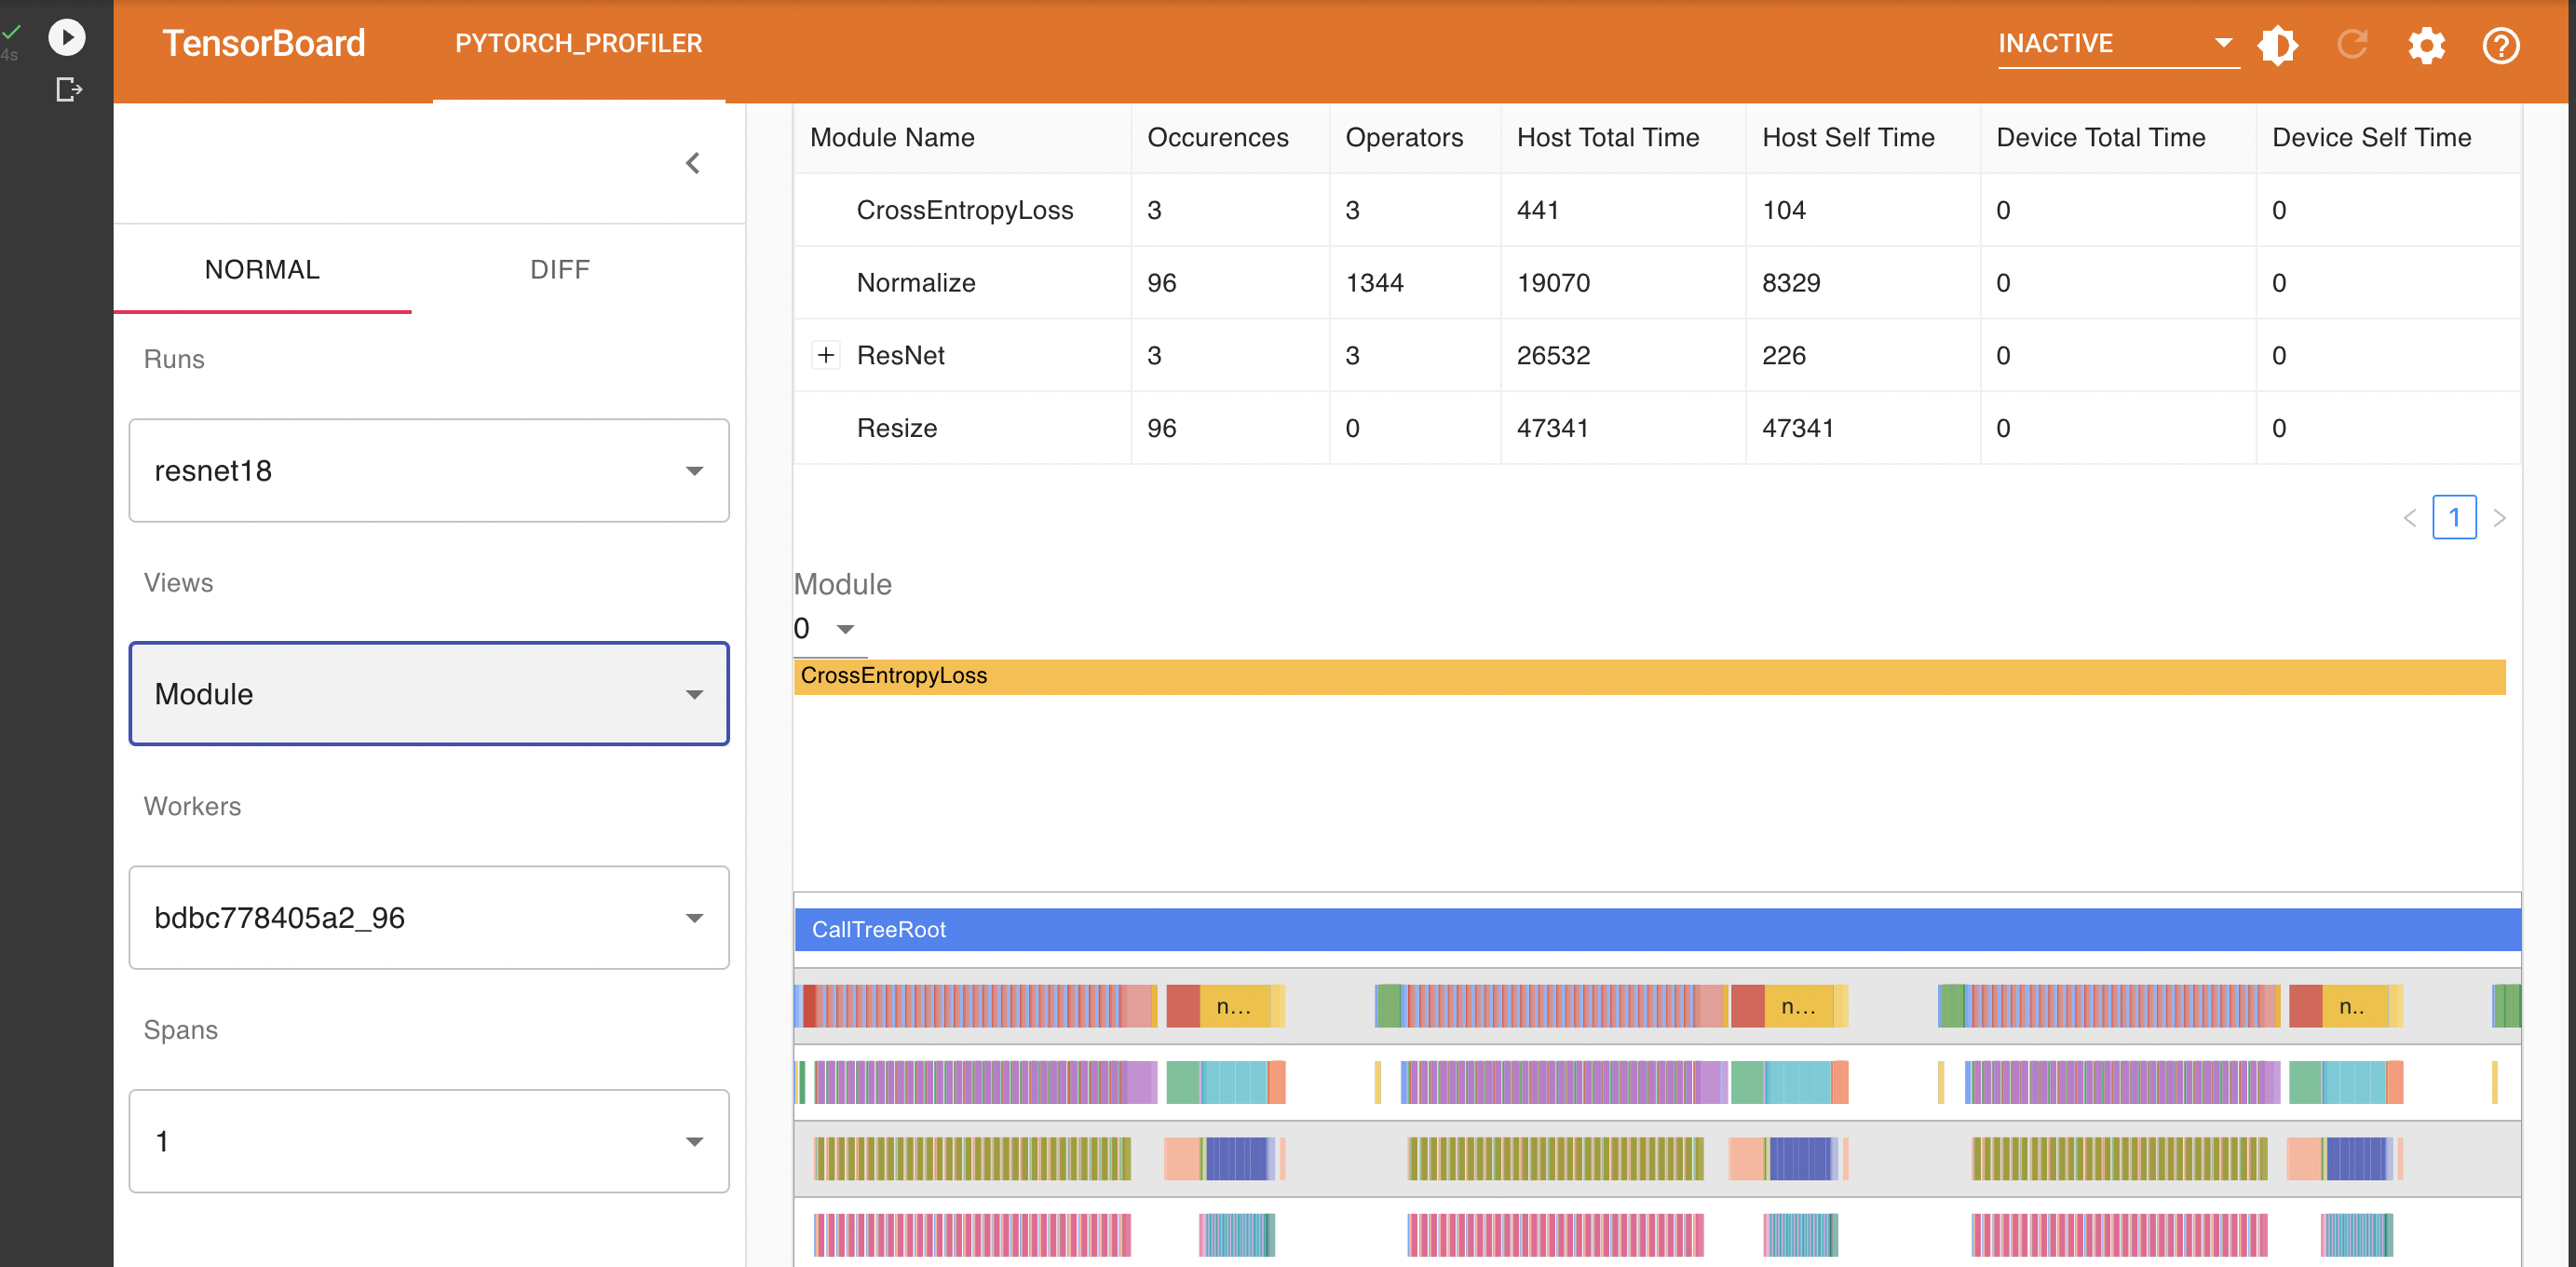 4s
TensorBoard PYTORCH_PROFILER INACTIVE
NORMAL DIFF
Runs
resnet18
Views
Module
Workers
bdbc778405a2_96
Spans
1
Module Name Occurences Operators Host Total Time Host Self Time Device Total Time Device Self Time
CrossEntropyLoss 3 3 441 104 0 0
Normalize 96 1344 19070 8329 0 0
ResNet 3 3 26532 226 0 0
Resize 96 0 47341 47341 0 0
1
Module
0
CrossEntropyLoss
CallTreeRoot
n... n... n..